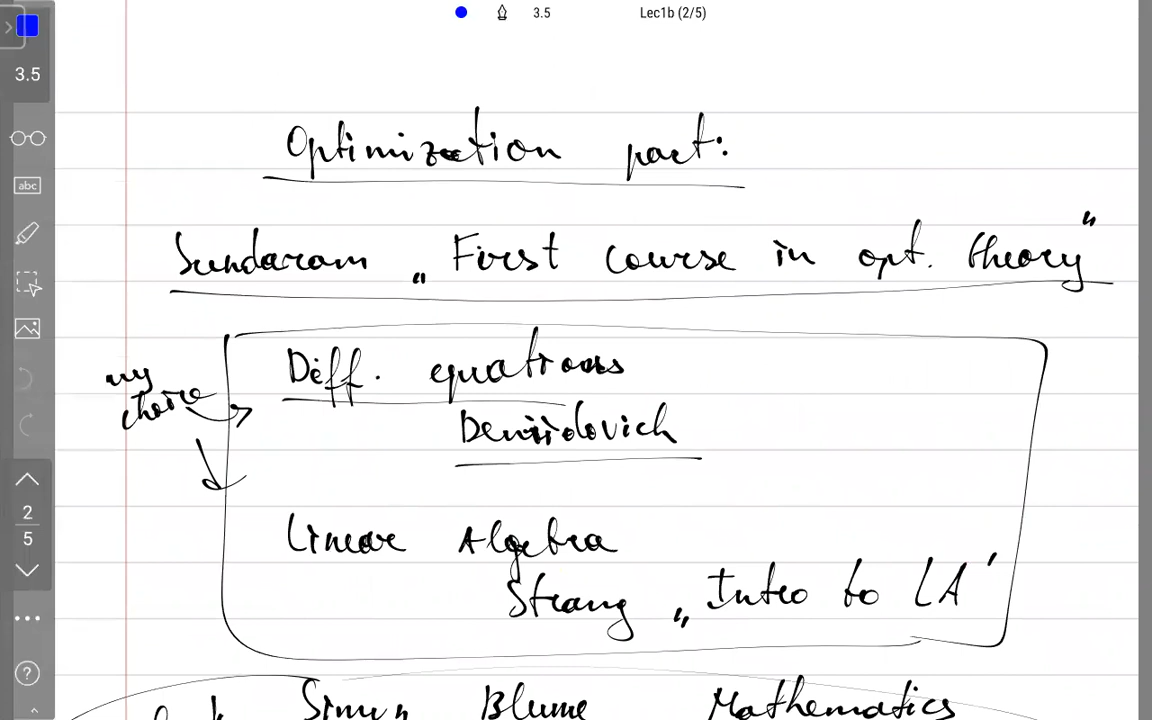 3.5 Lec1b (2/5)
3.5
abc
Optimization part:
Sundaram „First course in opt. theory"
my
choice
Diff. equations
Demidovich
Linear Algebra
Strang „Intro to LA'
2
5
Simon Blume Mathematics